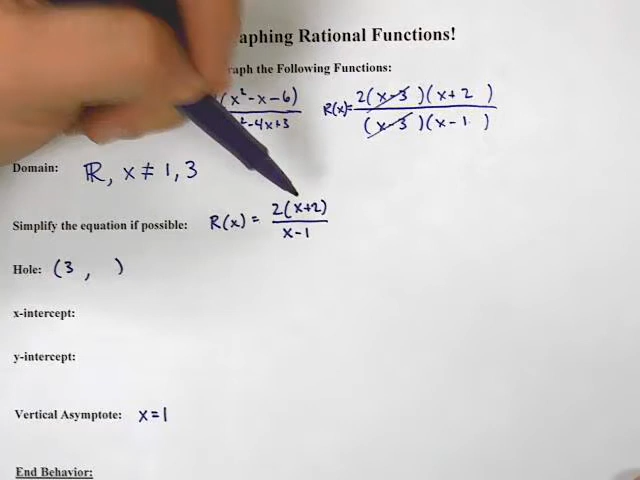 aphing Rational Functions!
raph the Following Functions:
(x² - x - 6) / ² - 4x + 3 R(x) = 2(x - 3)(x + 2) / (x - 3)(x - 1)
Domain: ℝ, x ≠ 1, 3
Simplify the equation if possible: R(x) = 2(x+2) / x - 1
Hole: (3 , )
x-intercept:
y-intercept:
Vertical Asymptote: x = 1
End Behavior: